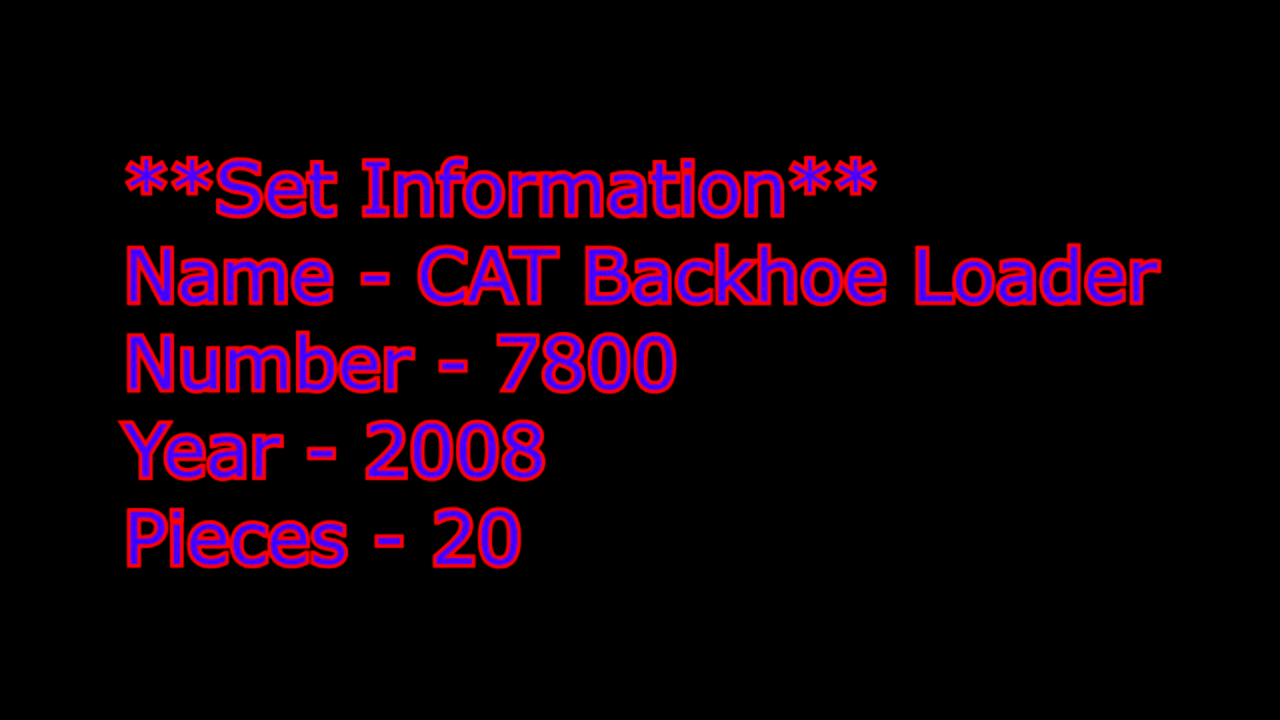 **Set Information**
Name - CAT Backhoe Loader
Number - 7800
Year - 2008
Pieces - 20